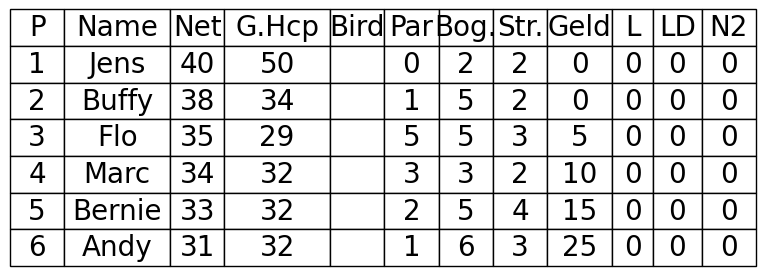 P Name Net G.Hcp Bird Par Bog. Str. Geld L LD N2
1 Jens 40 50 0 2 2 0 0 0 0
2 Buffy 38 34 1 5 2 0 0 0 0
3 Flo 35 29 5 5 3 5 0 0 0
4 Marc 34 32 3 3 2 10 0 0 0
5 Bernie 33 32 2 5 4 15 0 0 0
6 Andy 31 32 1 6 3 25 0 0 0